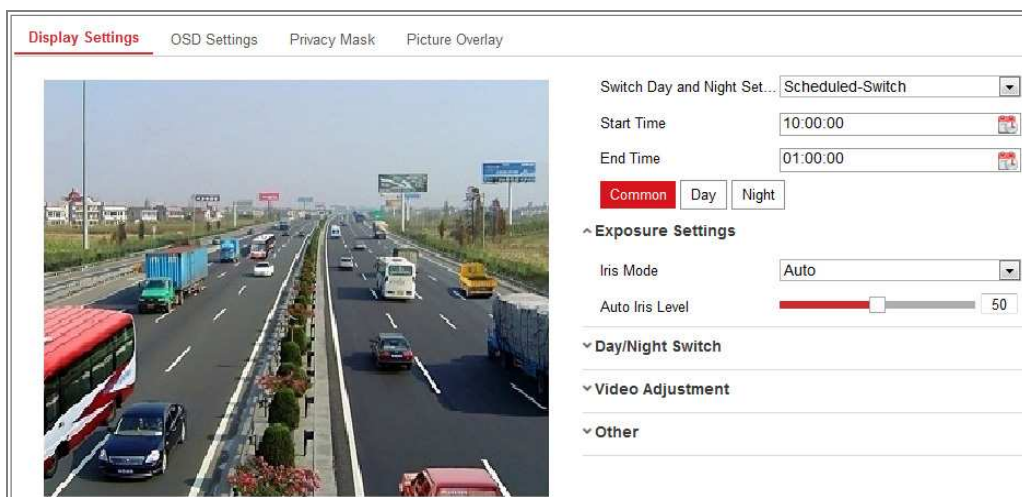 Display Settings OSD Settings Privacy Mask Picture Overlay
Switch Day and Night Set... Scheduled-Switch
Start Time 10:00:00
End Time 01:00:00
Common Day Night
Exposure Settings
Iris Mode Auto
Auto Iris Level 50
Day/Night Switch
Video Adjustment
Other